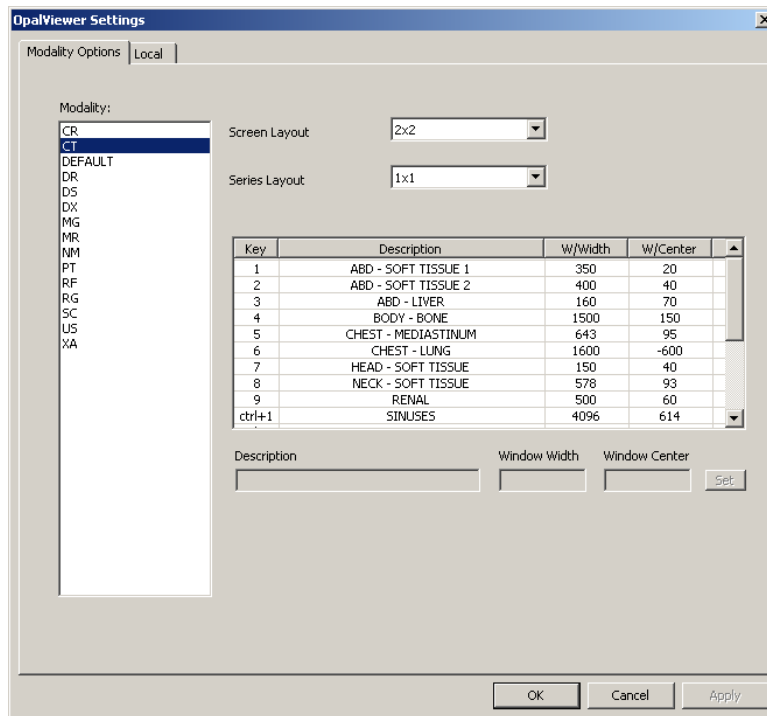 OpalViewer Settings
Modality Options Local
Modality:
CR
CT
DEFAULT
DR
DS
DX
MG
MR
NM
PT
RF
RG
SC
US
XA
Screen Layout 2x2
Series Layout 1x1
Key Description W/Width W/Center
1 ABD - SOFT TISSUE 1 350 20
2 ABD - SOFT TISSUE 2 400 40
3 ABD - LIVER 160 70
4 BODY - BONE 1500 150
5 CHEST - MEDIASTINUM 643 95
6 CHEST - LUNG 1600 -600
7 HEAD - SOFT TISSUE 150 40
8 NECK - SOFT TISSUE 578 93
9 RENAL 500 60
ctrl+1 SINUSES 4096 614
Description Window Width Window Center
Set
OK Cancel Apply